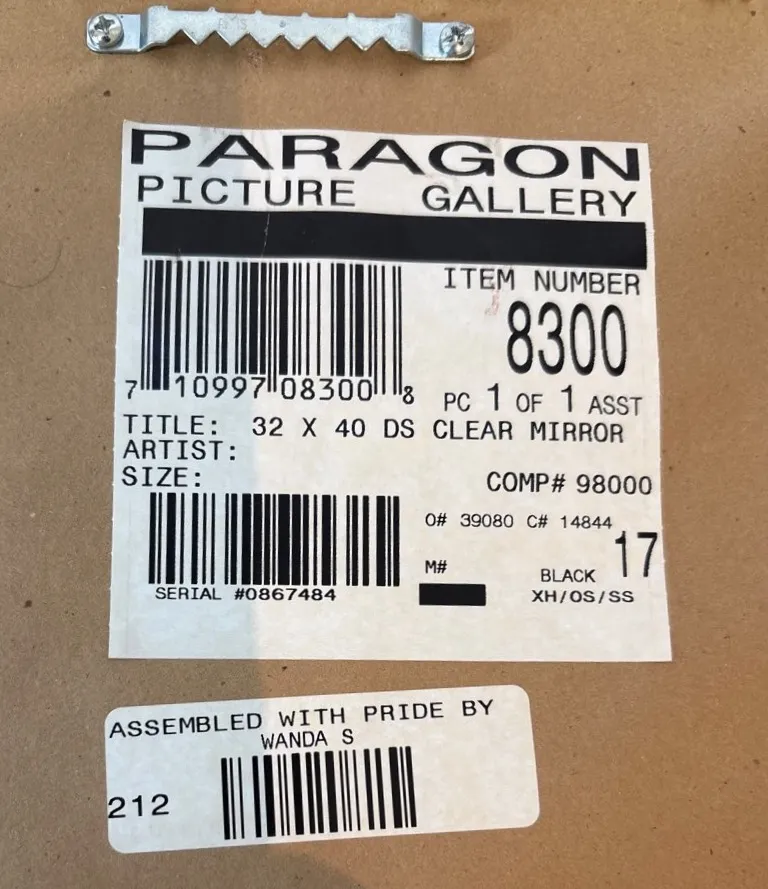 PARAGON
PICTURE GALLERY
ITEM NUMBER
8300
7 10997 08300 8
PC 1 OF 1 ASST
TITLE: 32 X 40 DS CLEAR MIRROR
ARTIST:
SIZE:
COMP# 98000
O# 39080 C# 14844
17
M#
BLACK
SERIAL #0867484
XH/OS/SS
ASSEMBLED WITH PRIDE BY
WANDA S
212